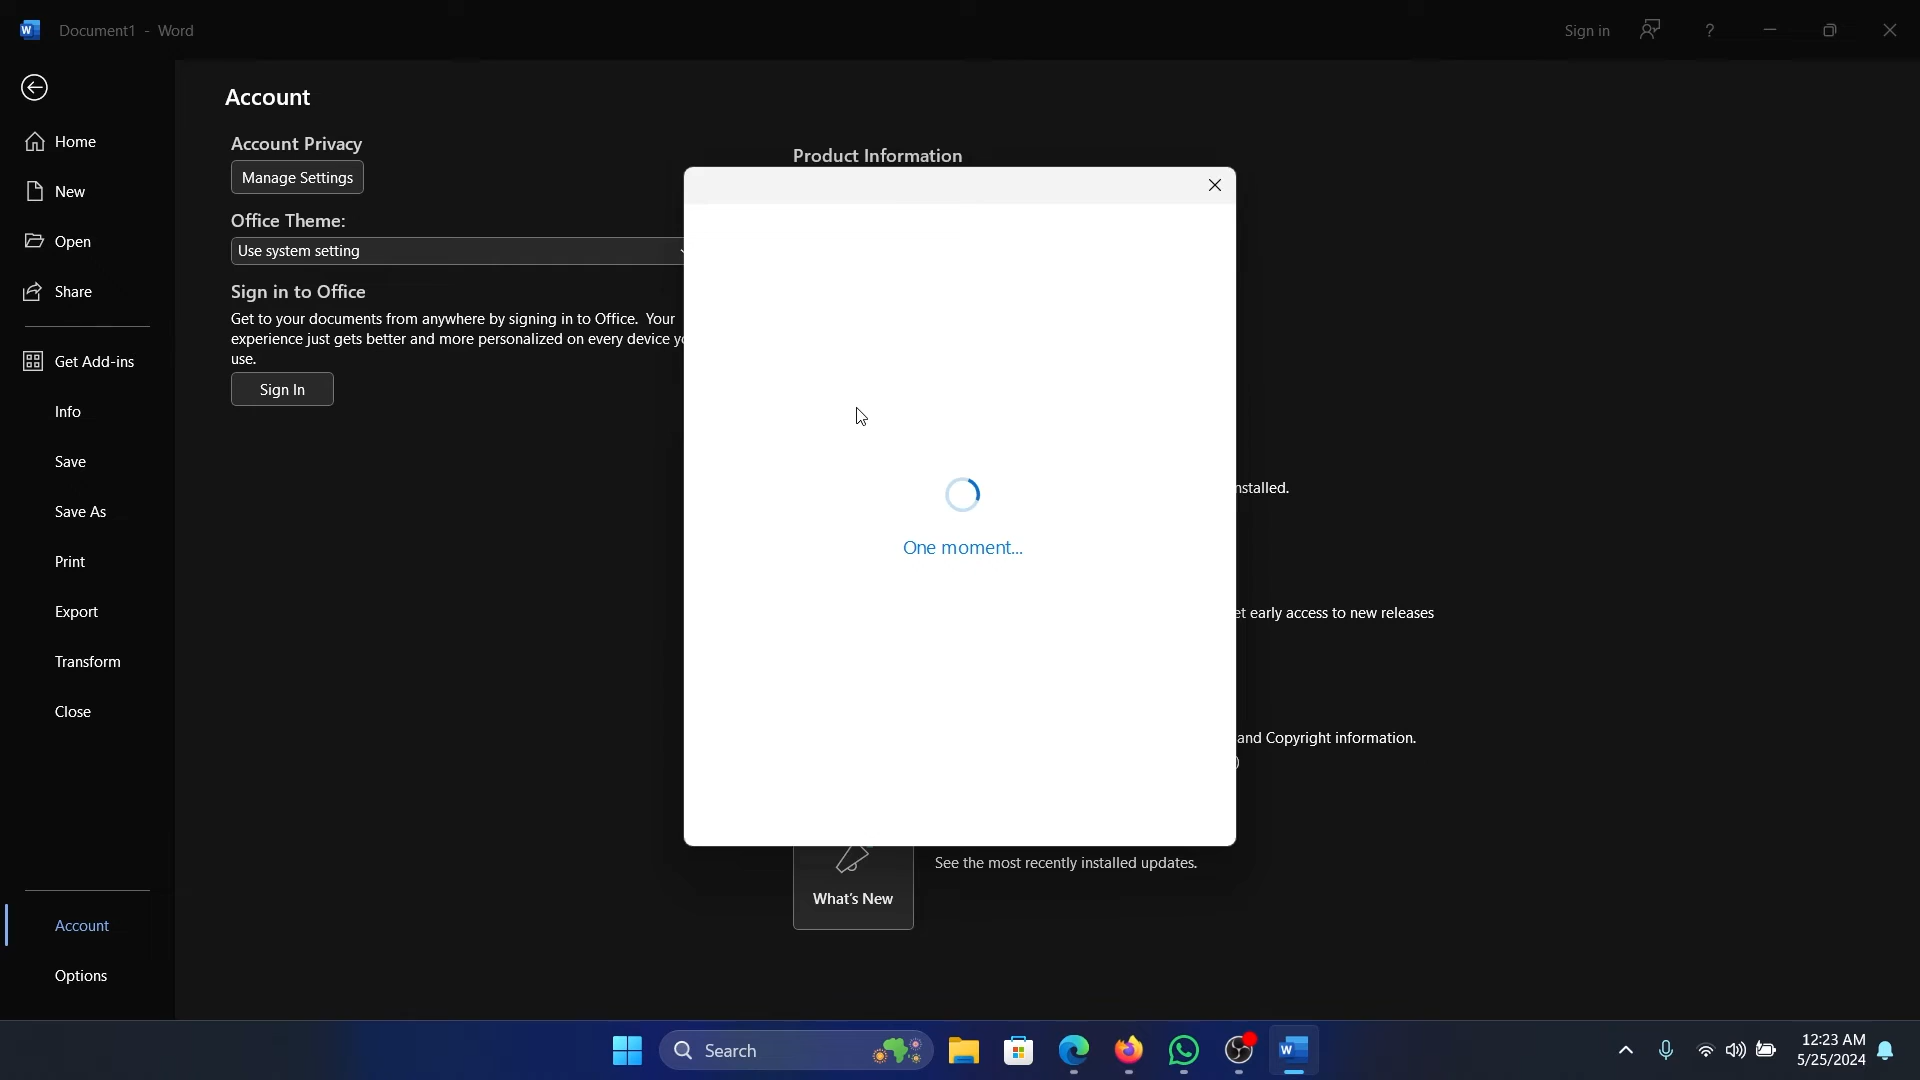 Document1 - Word
Sign in
?
Account
Home
New
Open
Share
Get Add-ins
Info
Save
Save As
Print
Export
Transform
Close
Account
Options
Account Privacy
Manage Settings
Office Theme:
Use system setting
Sign in to Office
Get to your documents from anywhere by signing in to Office. Your
experience just gets better and more personalized on every device
use.
Sign In
Product Information
One moment...
nstalled.
et early access to new releases
and Copyright information.
)
What's New
See the most recently installed updates.
Search
12:23 AM
5/25/2024